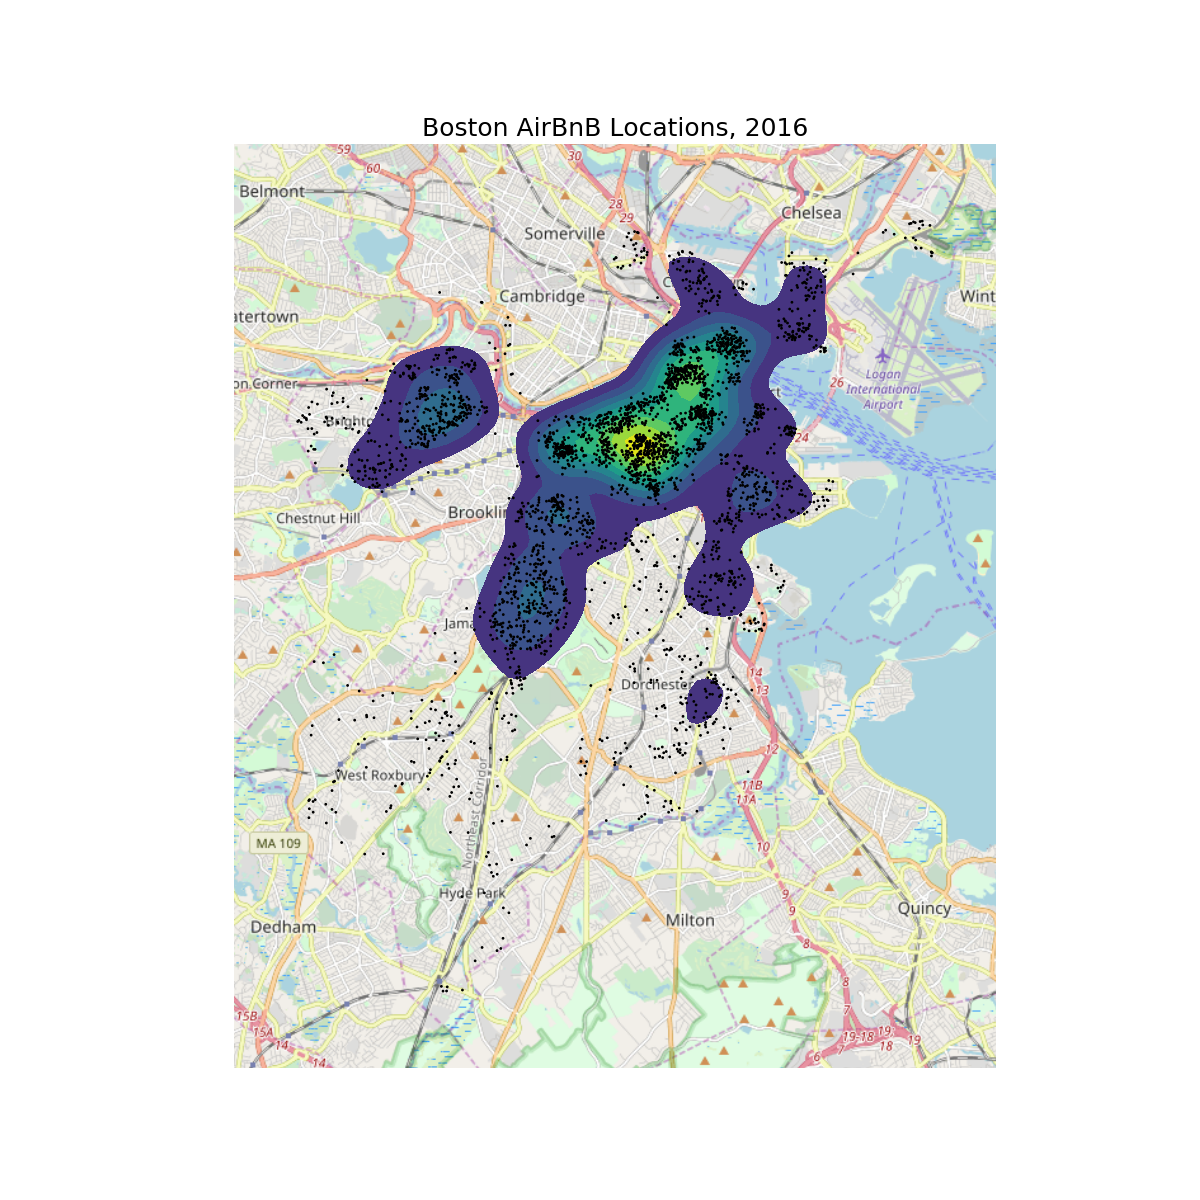 Boston AirBnB Locations, 2016
59
60
30
Belmont
28
29
Chelsea
Somerville
Cambridge
Wint
atertown
Logan
International
Airport
26
on Corner
24
Brooklin
Chestnut Hill
Jama
14
13
Dorchester
12
West Roxbury
11B
11A
Northeast Corridor
MA 109
10
Hyde Park
9
9
Quincy
Milton
Dedham
8
8
7
15B
15A
14
14
19-18
19,
18
19
7
6